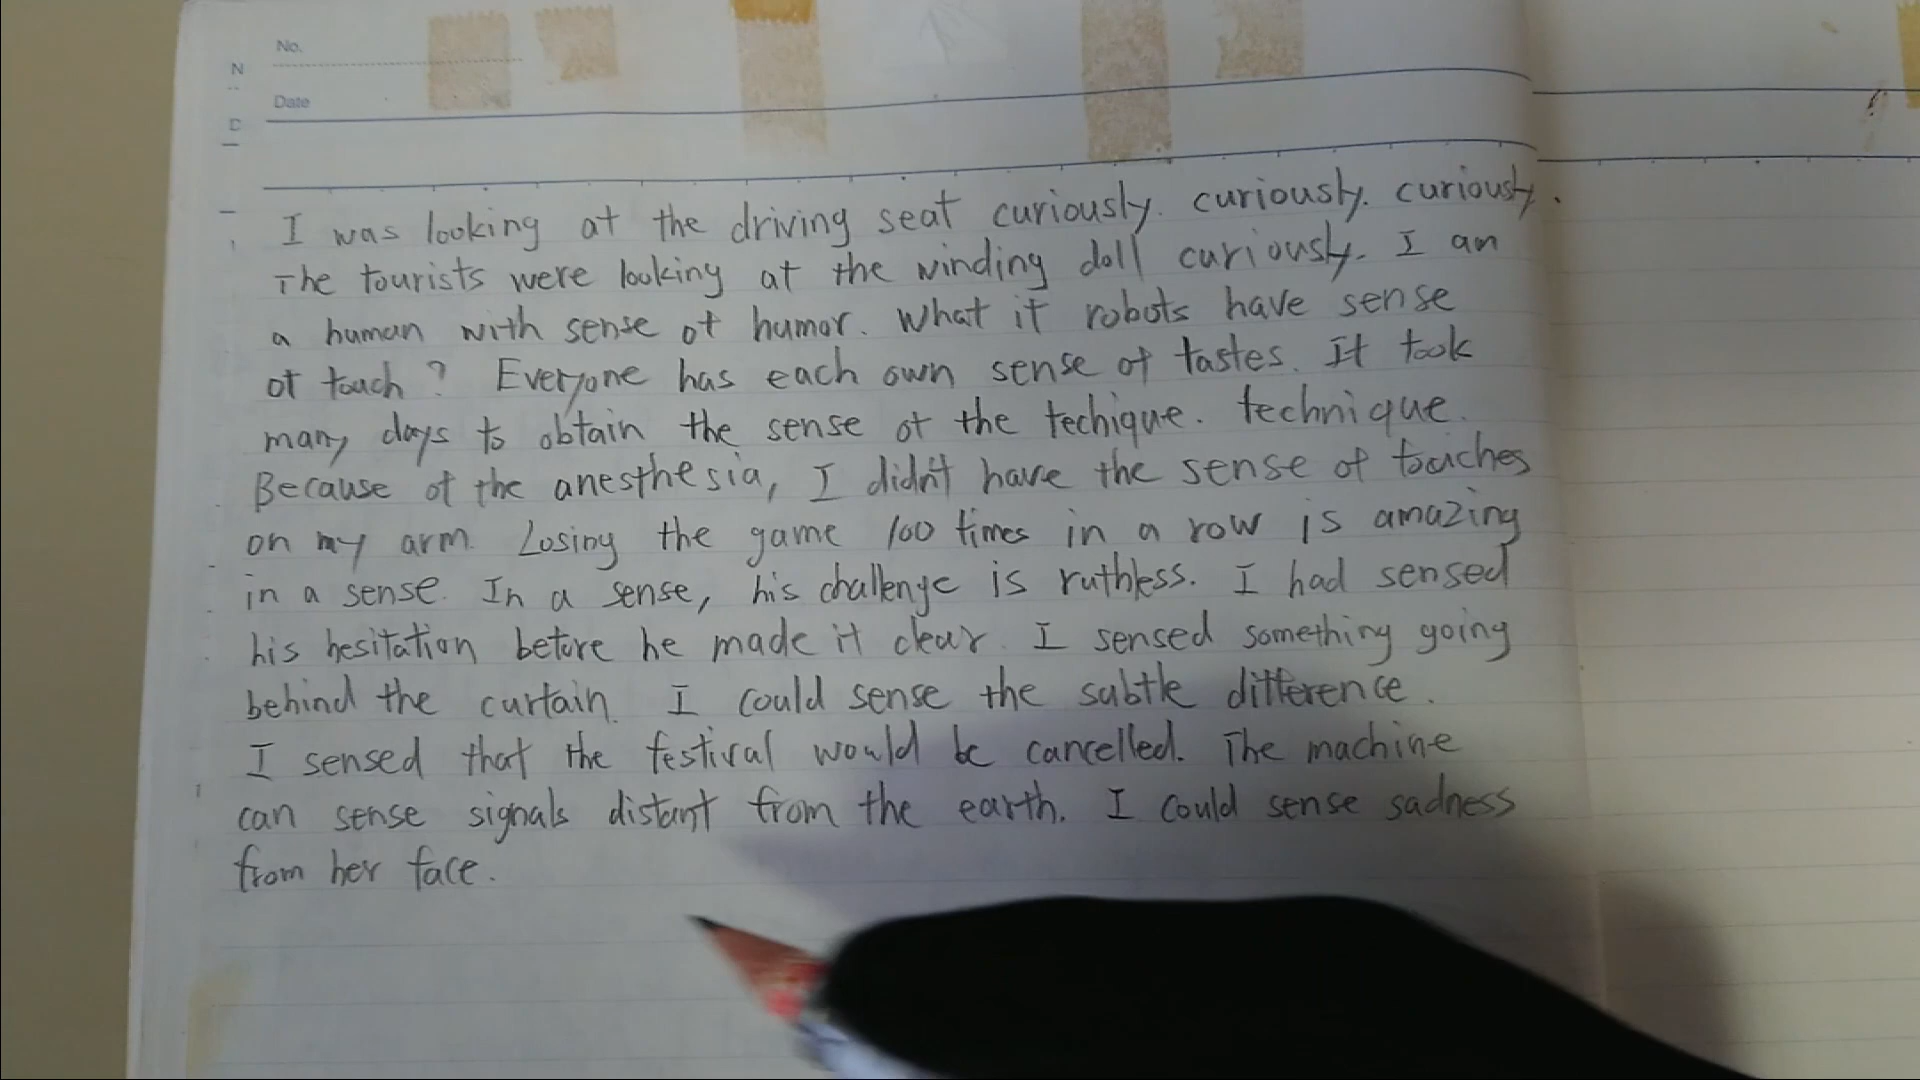 No.
N
Date
D
I was looking at the driving seat curiously. curiously. curiously.
The tourists were looking at the winding doll curiously. I am
a human with sense of humor. What if robots have sense
of touch? Everyone has each own sense of tastes. It took
many days to obtain the sense of the techique. technique.
Because of the anesthesia, I didn't have the sense of touches
on my arm. Losing the game 100 times in a row is amazing
in a sense. In a sense, his challenge is ruthless. I had sensed
his hesitation before he made it clear. I sensed something going
behind the curtain. I could sense the subtle difference.
I sensed that the festival would be cancelled. The machine
can sense signals distant from the earth. I could sense sadness
from her face.